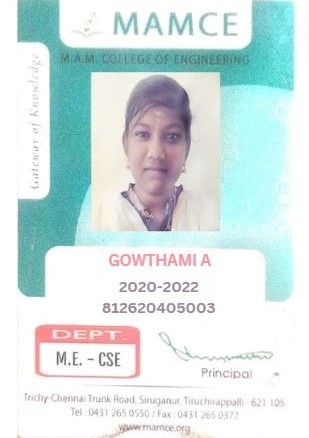 MAMCE
M.A.M. COLLEGE OF ENGINEERING
Gateway of Knowledge
GOWTHAMI A
2020-2022
812620405003
DEPT.
M.E. - CSE
Principal
Trichy-Chennai Trunk Road, Siruganur, Tiruchirappalli - 621 105.
Tel : 0431 265 0550 / Fax : 0431 265 0377
www.mamce.org